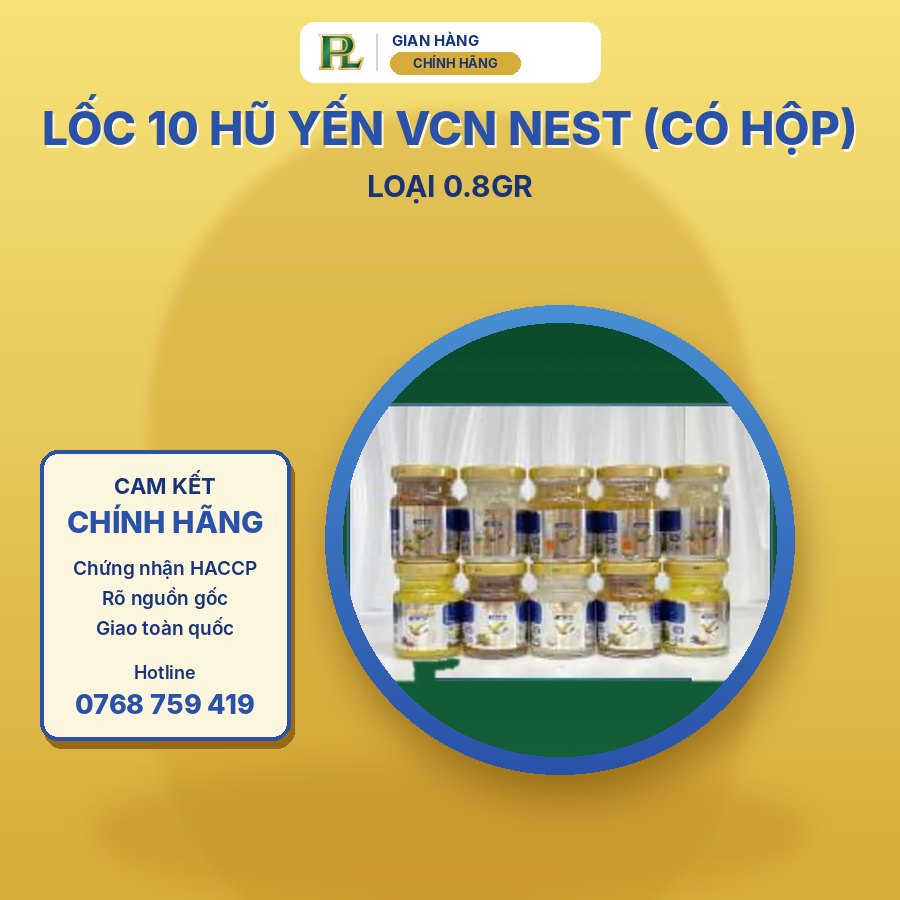 PL
GIAN HÀNG
CHÍNH HÃNG
LỐC 10 HŨ YẾN VCN NEST (CÓ HỘP)
LOẠI 0.8GR
CAM KẾT
CHÍNH HÃNG
Chứng nhận HACCP
Rõ nguồn gốc
Giao toàn quốc
Hotline
0768 759 419